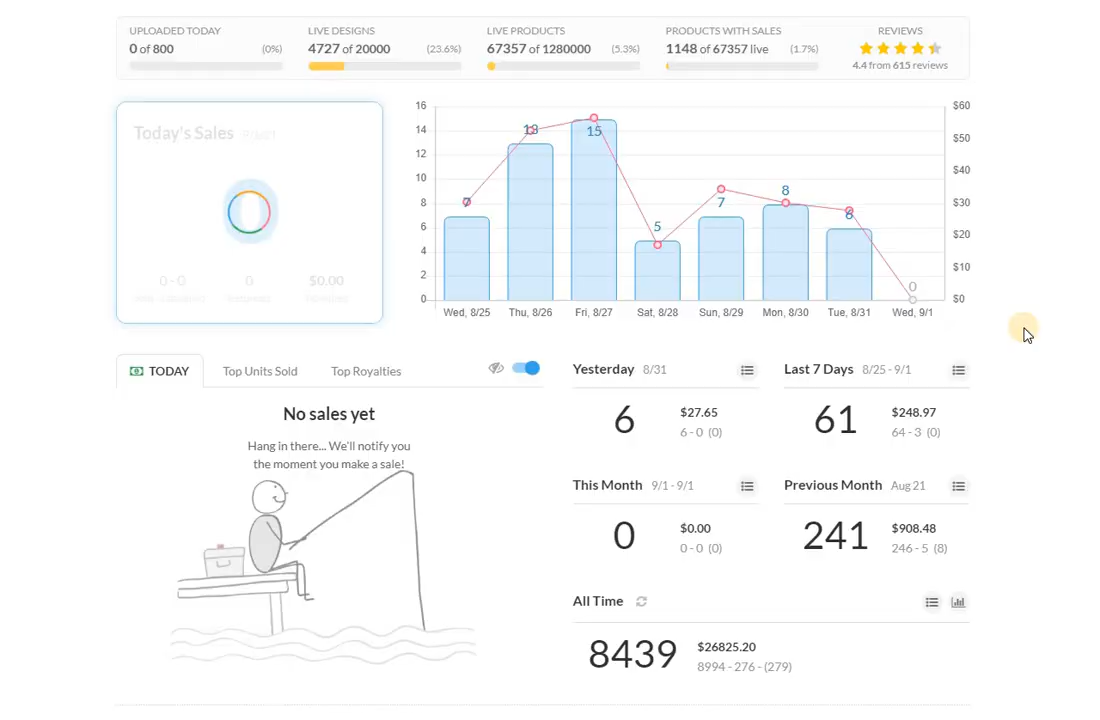 UPLOADED TODAY
0 of 800 (0%)
LIVE DESIGNS
4727 of 20000 (23.6%)
LIVE PRODUCTS
67357 of 1280000 (5.3%)
PRODUCTS WITH SALES
1148 of 67357 live (1.7%)
REVIEWS
4.4 from 615 reviews
Today's Sales
0
0 - 0
0
$0.00
16
14
12
10
8
6
4
2
0
$60
$50
$40
$30
$20
$10
$0
7
13
15
5
7
8
6
0
Wed, 8/25
Thu, 8/26
Fri, 8/27
Sat, 8/28
Sun, 8/29
Mon, 8/30
Tue, 8/31
Wed, 9/1
TODAY
Top Units Sold
Top Royalties
No sales yet
Hang in there... We'll notify you
the moment you make a sale!
Yesterday 8/31
6
$27.65
6 - 0 (0)
Last 7 Days 8/25 - 9/1
61
$248.97
64 - 3 (0)
This Month 9/1 - 9/1
0
$0.00
0 - 0 (0)
Previous Month Aug 21
241
$908.48
246 - 5 (8)
All Time
8439
$26825.20
8994 - 276 - (279)